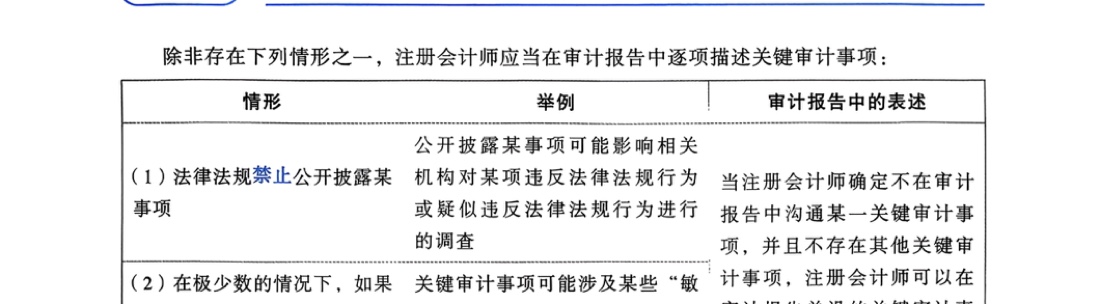 除非存在下列情形之一，注册会计师应当在审计报告中逐项描述关键审计事项：
情形 举例 审计报告中的表述
（1）法律法规禁止公开披露某
事项
公开披露某事项可能影响相关
机构对某项违反法律法规行为
或疑似违反法律法规行为进行
的调查
当注册会计师确定不在审计
报告中沟通某一关键审计事
项，并且不存在其他关键审
计事项，注册会计师可以在
（2）在极少数的情况下，如果
关键审计事项可能涉及某些“敏